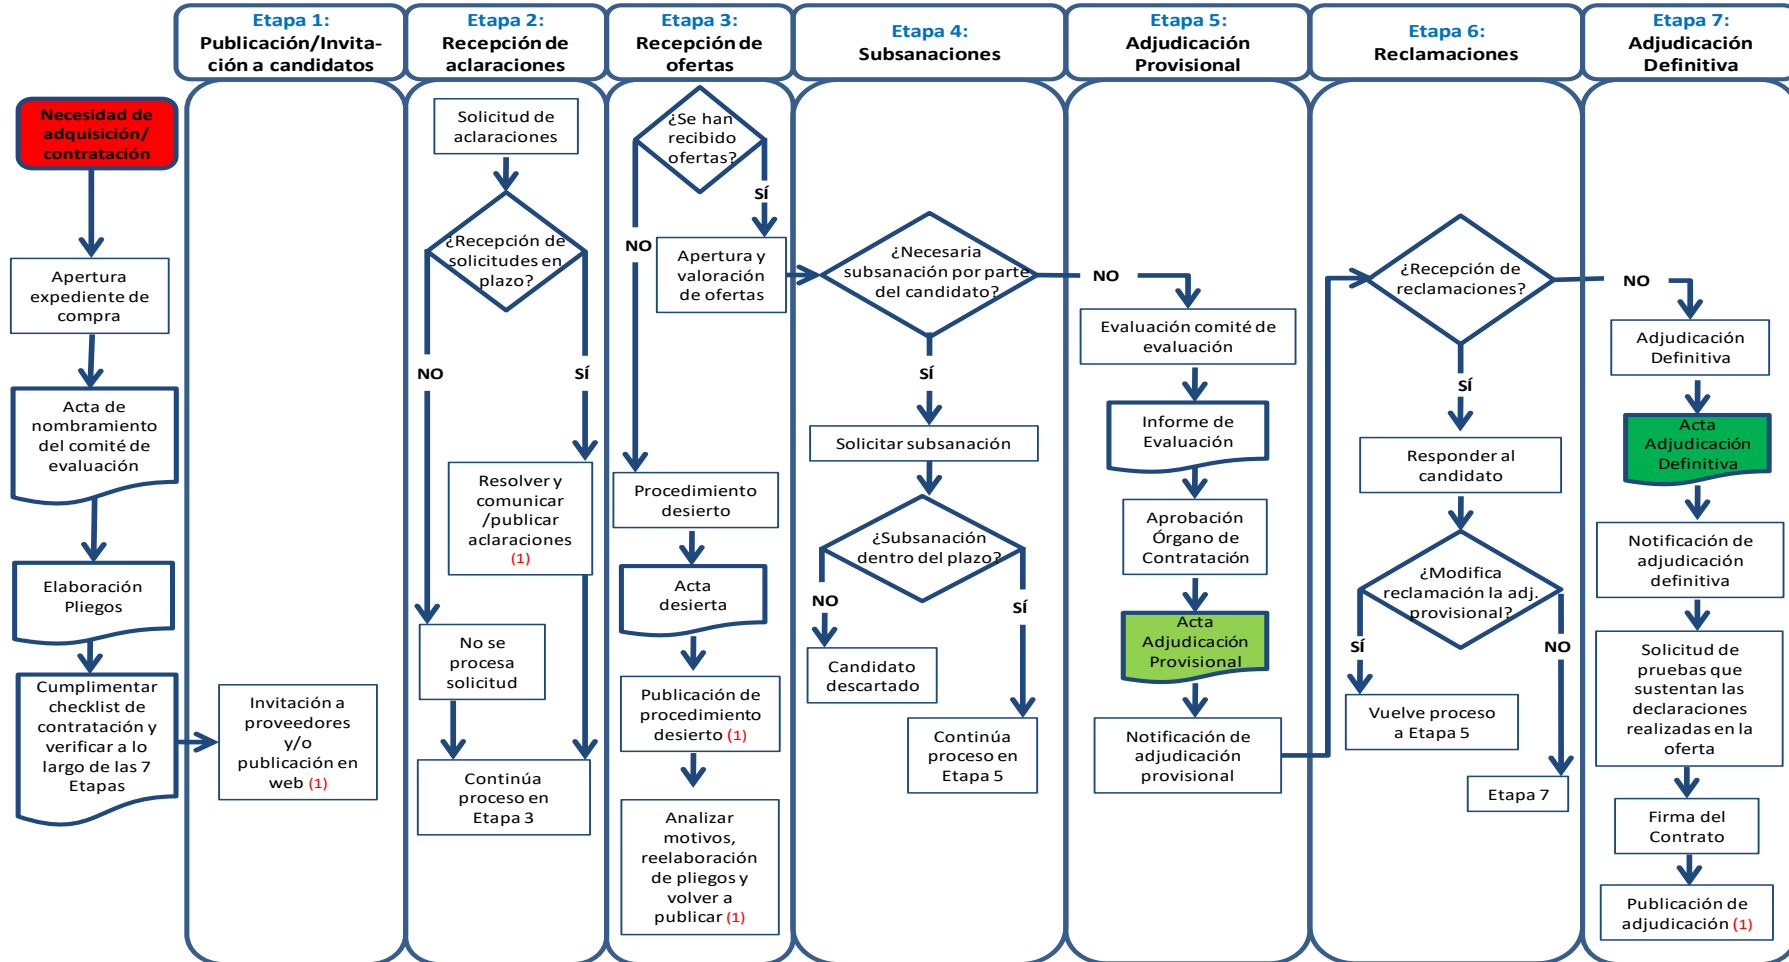 Etapa 1:
Publicación/Invita-
ción a candidatos
Etapa 2:
Recepción de
aclaraciones
Etapa 3:
Recepción de
ofertas
Etapa 4:
Subsanaciones
Etapa 5:
Adjudicación
Provisional
Etapa 6:
Reclamaciones
Etapa 7:
Adjudicación
Definitiva
Necesidad de
adquisición/
contratación
Apertura
expediente de
compra
Acta de
nombramiento
del comité de
evaluación
Elaboración
Pliegos
Cumplimentar
checklist de
contratación y
verificar a lo
largo de las 7
Etapas
Invitación a
proveedores
y/o
publicación en
web (1)
Solicitud de
aclaraciones
¿Recepción de
solicitudes en
plazo?
NO
SÍ
Resolver y
comunicar
/publicar
aclaraciones
(1)
No se
procesa
solicitud
Continúa
proceso en
Etapa 3
¿Se han
recibido
ofertas?
SÍ
NO
Apertura y
valoración
de ofertas
Procedimiento
desierto
Acta
desierta
Publicación de
procedimiento
desierto (1)
Analizar
motivos,
reelaboración
de pliegos y
volver a
publicar (1)
¿Necesaria
subsanación por parte
del candidato?
NO
SÍ
Solicitar subsanación
¿Subsanación
dentro del plazo?
NO
SÍ
Candidato
descartado
Continúa
proceso en
Etapa 5
Evaluación comité de
evaluación
Informe de
Evaluación
Aprobación
Órgano de
Contratación
Acta
Adjudicación
Provisional
Notificación de
adjudicación
provisional
¿Recepción de
reclamaciones?
NO
SÍ
Responder al
candidato
¿Modifica
reclamación la adj.
provisional?
SÍ
NO
Vuelve proceso
a Etapa 5
Etapa 7
Adjudicación
Definitiva
Acta
Adjudicación
Definitiva
Notificación de
adjudicación
definitiva
Solicitud de
pruebas que
sustentan las
declaraciones
realizadas en la
oferta
Firma del
Contrato
Publicación de
adjudicación (1)